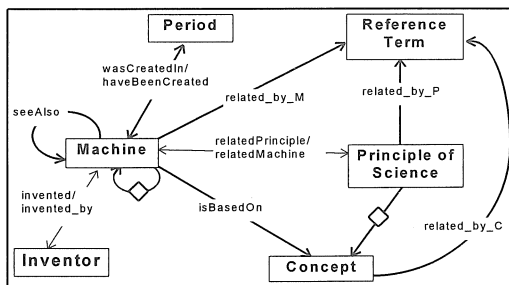 Period
Reference
Term
wasCreatedIn/
haveBeenCreated
related_by_M
related_by_P
seeAlso
Machine
relatedPrinciple/
relatedMachine
Principle of
Science
invented/
invented_by
isBasedOn
related_by_C
Inventor
Concept